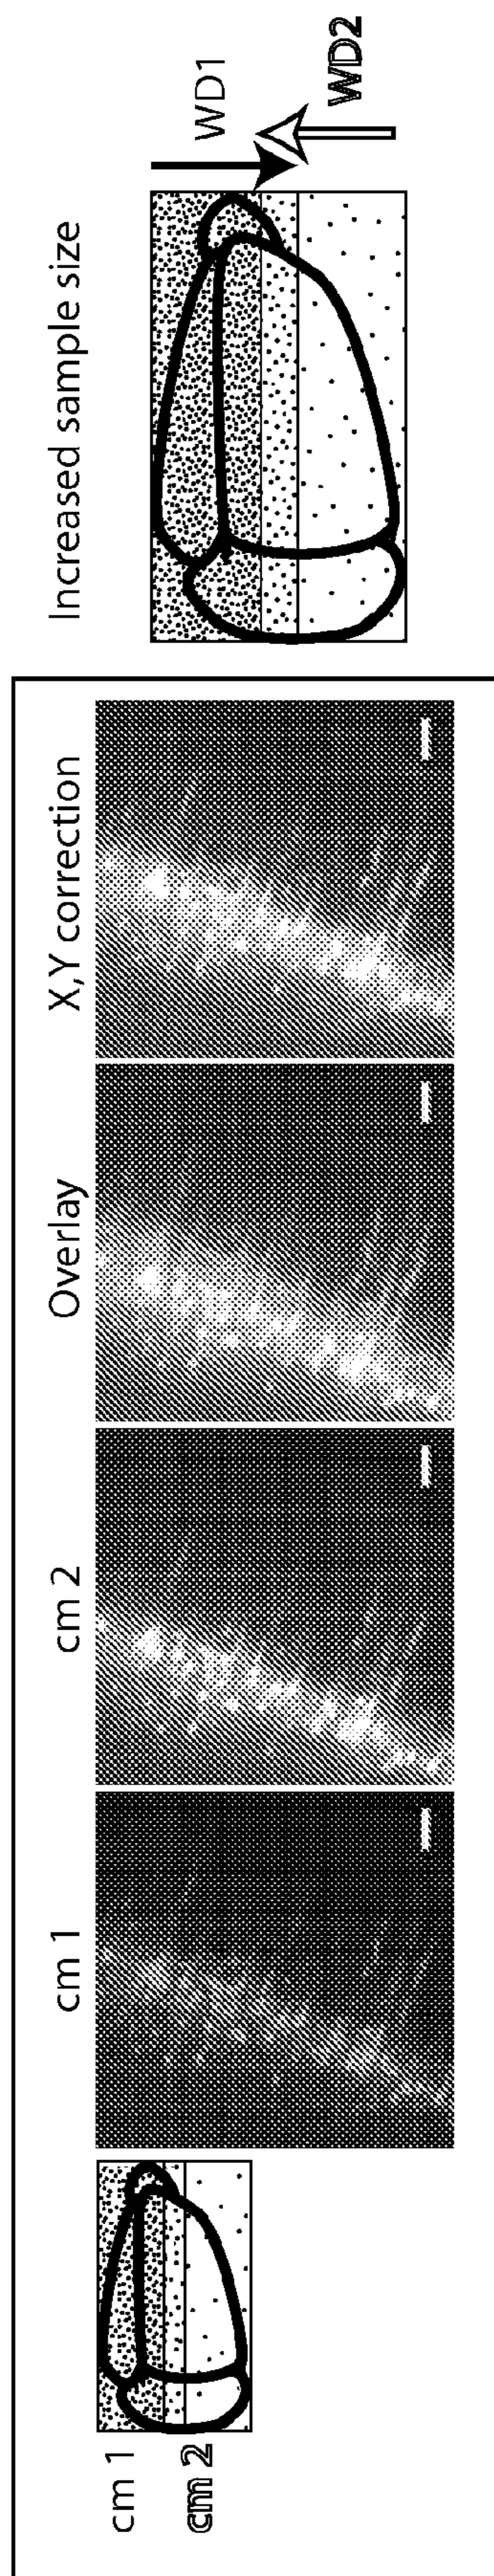 cm 1
cm 2
cm 1
cm 2
Overlay
X,Y correction
Increased sample size
WD1
WD2